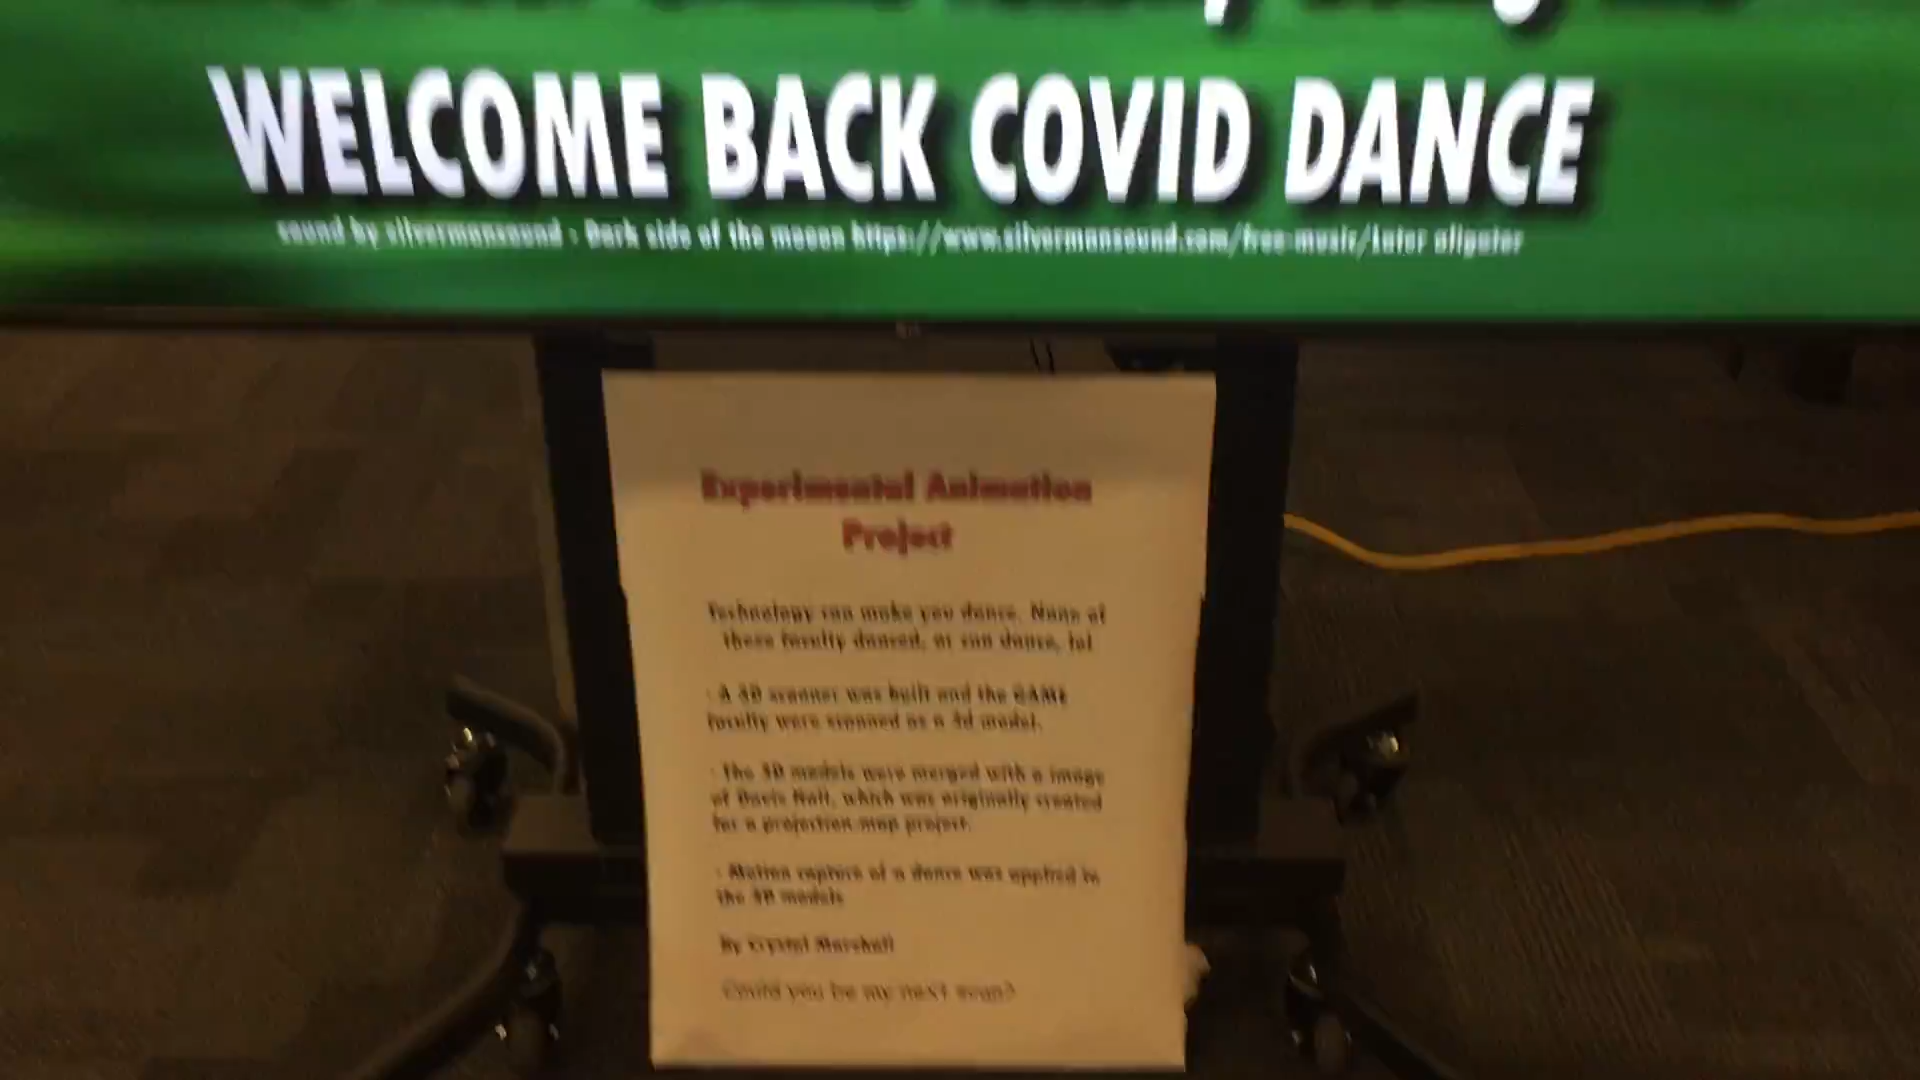 WELCOME BACK COVID DANCE
sound by silvermansound - Dark side of the moon https://www.silvermansound.com/free-music/later aligator
Experimental Animation
Project
Technology can make you dance. None of
these faculty danced, or can dance, lol
- A 3D scanner was built and the GAME
faculty were scanned as a 3d model.
- The 3D models were merged with a image
of Davis Hall, which was originally created
for a projection map project.
- Motion capture of a dance was applied to
the 3D models
By Crystal Marshall
Could you be my next scan?